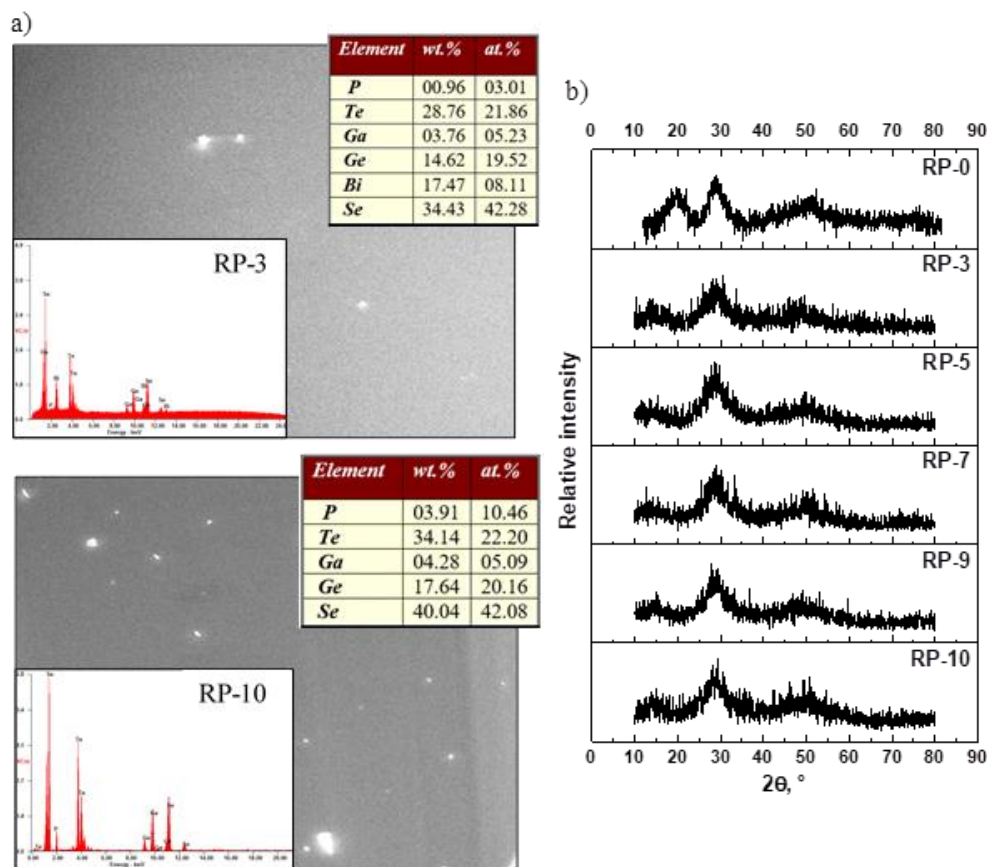 a)
Element wt.% at.%
P 00.96 03.01
Te 28.76 21.86
Ga 03.76 05.23
Ge 14.62 19.52
Bi 17.47 08.11
Se 34.43 42.28
RP-3
Element wt.% at.%
P 03.91 10.46
Te 34.14 22.20
Ga 04.28 05.09
Ge 17.64 20.16
Se 40.04 42.08
RP-10
b)
0 10 20 30 40 50 60 70 80 90
RP-0
RP-3
RP-5
RP-7
RP-9
RP-10
Relative intensity
0 10 20 30 40 50 60 70 80 90
2θ, °